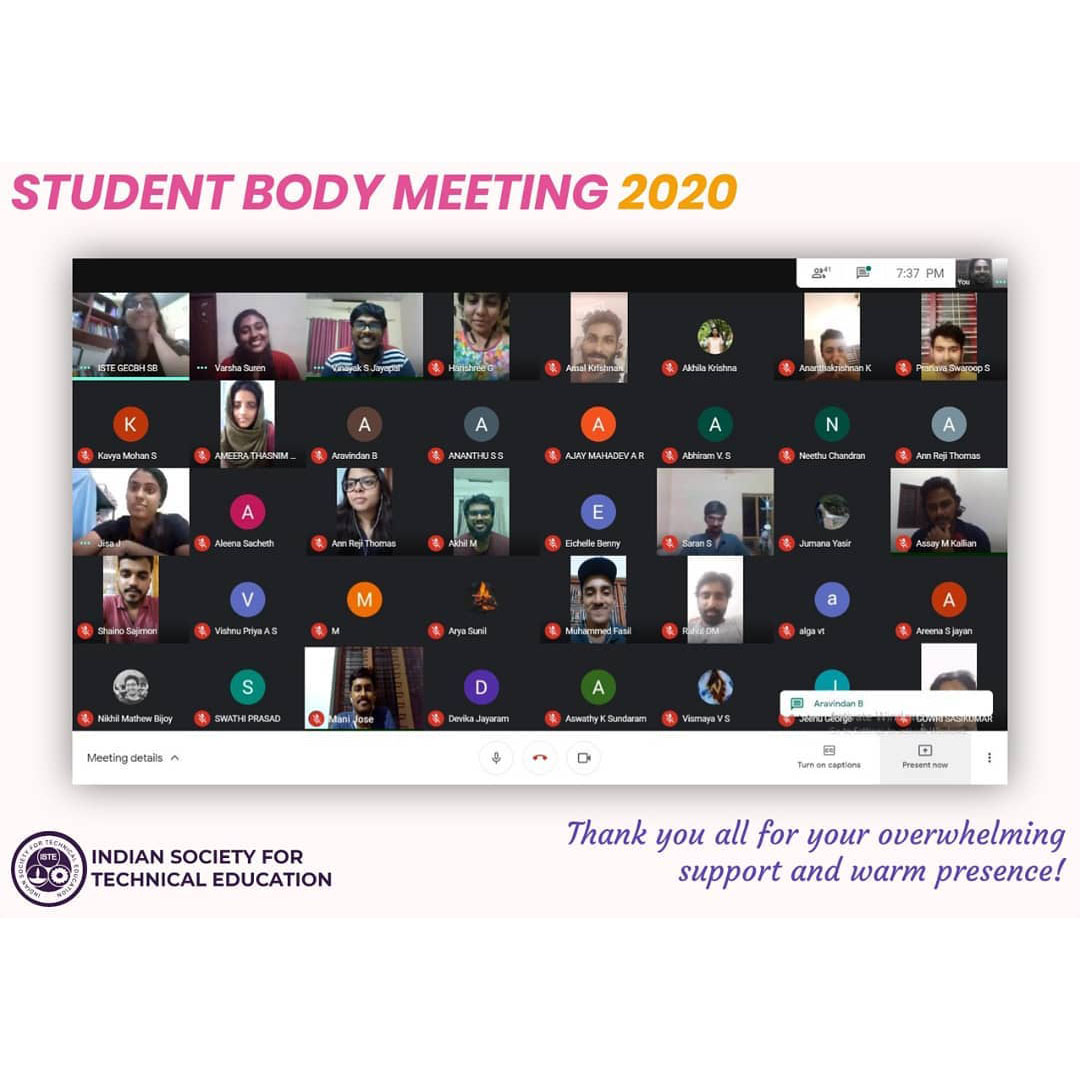 STUDENT BODY MEETING 2020
41
7:37 PM
You
ISTE GECBH SB
Varsha Suren
Vinayak S Jayapal
Harishree G
Amal Krishnan
Akhila Krishna
Ananthakrishnan K
Pranava Swaroop S
K
A
A
A
A
N
A
Kavya Mohan S
AMEERA THASNIM ...
Aravindan B
ANANTHU S S
AJAY MAHADEV A R
Abhiram V. S
Neethu Chandran
Ann Reji Thomas
A
E
Jisa J
Aleena Sacheth
Ann Reji Thomas
Akhil M
Eichelle Benny
Saran S
Jumana Yasir
Assay M Kallian
V
M
a
A
Shaino Sajimon
Vishnu Priya A S
M
Arya Sunil
Muhammed Fasil
Rahul DM
alga vt
Areena S jayan
S
D
A
J
Aravindan B
Nikhil Mathew Bijoy
SWATHI PRASAD
Mani Jose
Devika Jayaram
Aswathy K Sundaram
Vismaya V S
Jeenu George
GOWRI SASIKUMAR
Meeting details
Turn on captions
Present now
ISTE
INDIAN SOCIETY FOR TECHNICAL EDUCATION
INDIAN SOCIETY FOR
TECHNICAL EDUCATION
Thank you all for your overwhelming
support and warm presence!